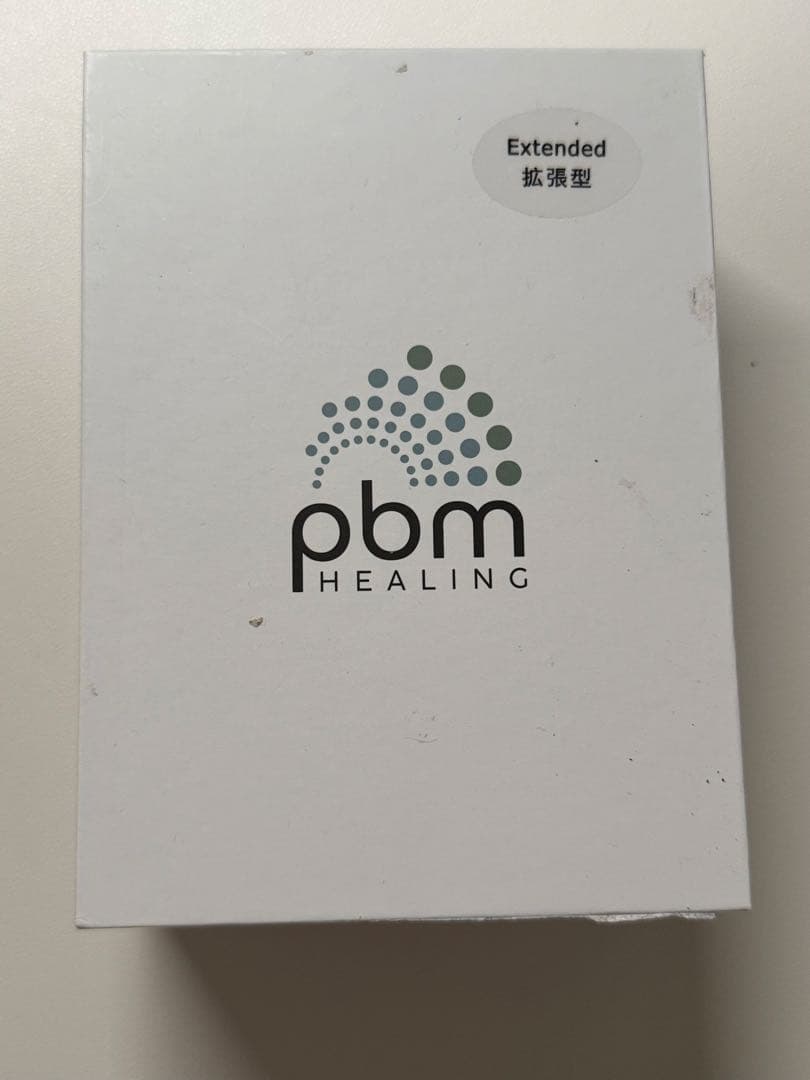 Extended
拡張型
pbm
HEALING